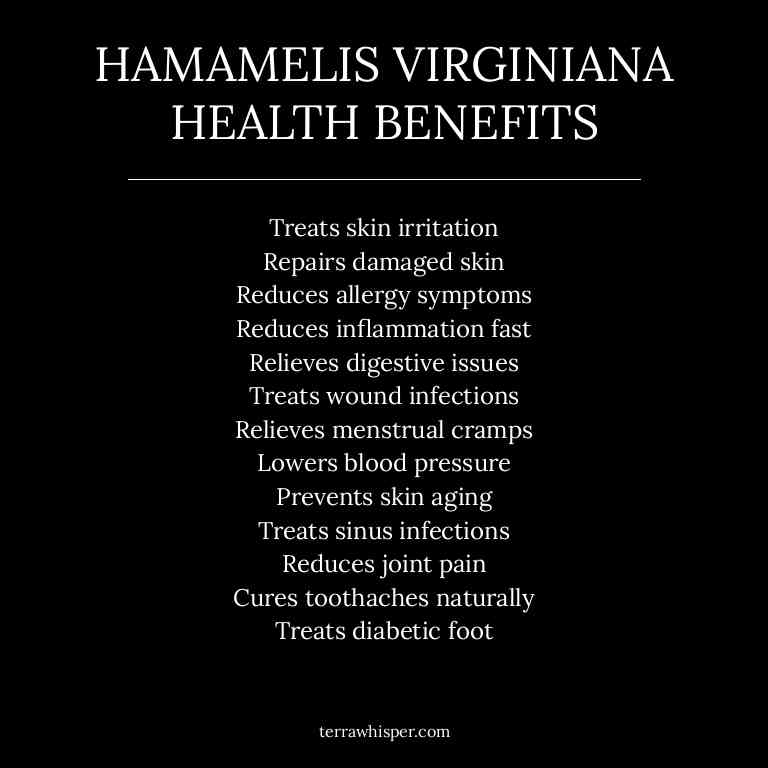 HAMAMELIS VIRGINIANA
HEALTH BENEFITS
Treats skin irritation
Repairs damaged skin
Reduces allergy symptoms
Reduces inflammation fast
Relieves digestive issues
Treats wound infections
Relieves menstrual cramps
Lowers blood pressure
Prevents skin aging
Treats sinus infections
Reduces joint pain
Cures toothaches naturally
Treats diabetic foot
terrawhisper.com